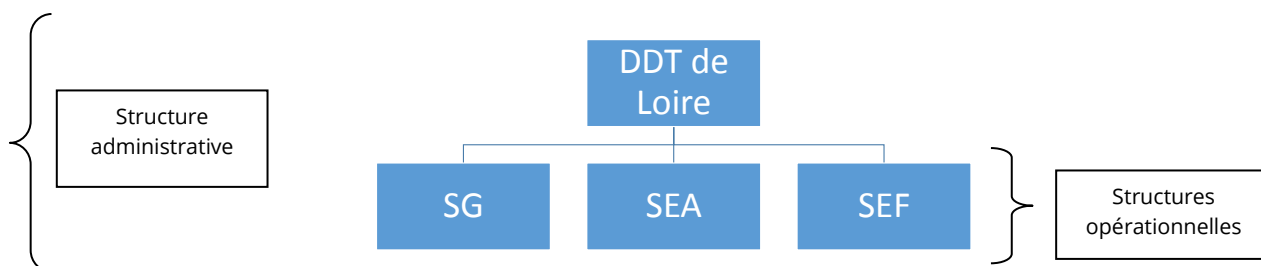 DDT de
Loire
Structure
administrative
SG
SEA
SEF
Structures
opérationnelles